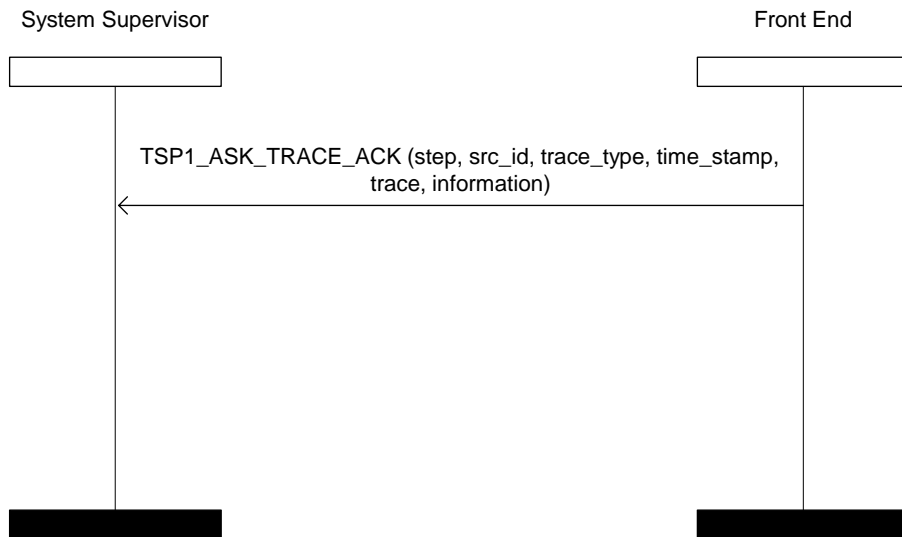 System Supervisor
Front End
TSP1_ASK_TRACE_ACK (step, src_id, trace_type, time_stamp,
trace, information)